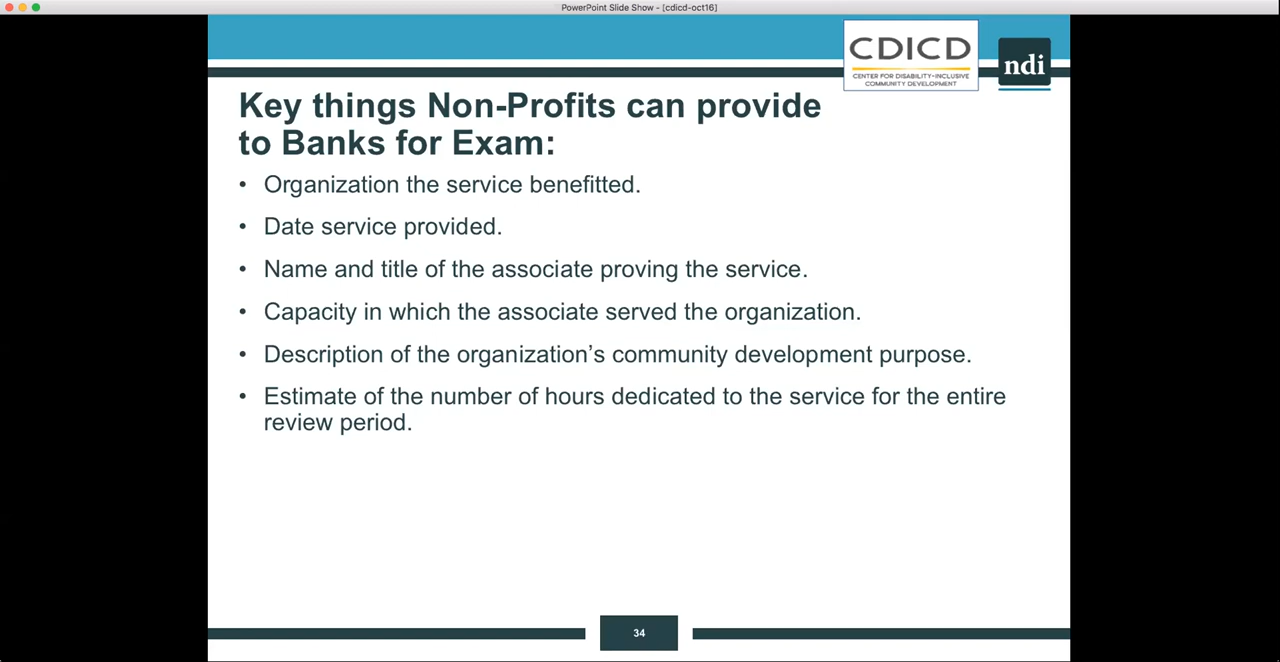 PowerPoint Slide Show - [cdicd-oct16]
CDICD
CENTER FOR DISABILITY-INCLUSIVE
COMMUNITY DEVELOPMENT
ndi
Key things Non-Profits can provide
to Banks for Exam:
• Organization the service benefitted.
• Date service provided.
• Name and title of the associate proving the service.
• Capacity in which the associate served the organization.
• Description of the organization’s community development purpose.
• Estimate of the number of hours dedicated to the service for the entire
review period.
34